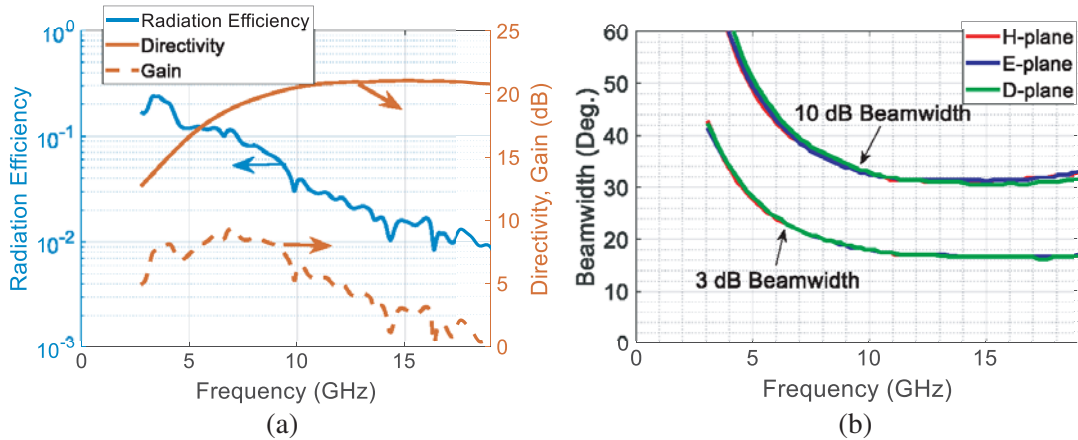 Radiation Efficiency
Directivity
Gain
10^0
10^-1
10^-2
10^-3
Radiation Efficiency
25
20
15
10
5
0
Directivity, Gain (dB)
0 5 10 15
Frequency (GHz)
(a)
H-plane
E-plane
D-plane
10 dB Beamwidth
3 dB Beamwidth
60
50
40
30
20
10
0
Beamwidth (Deg.)
0 5 10 15
Frequency (GHz)
(b)